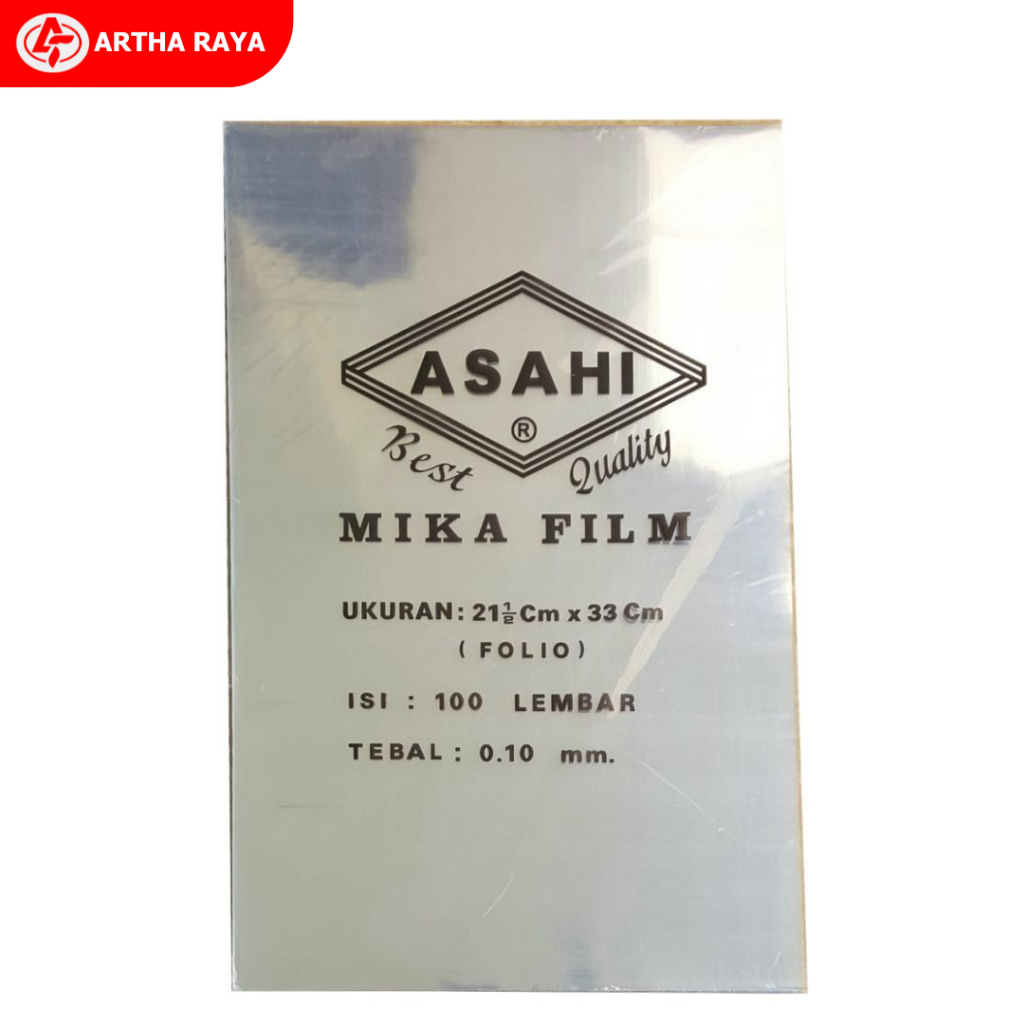 ARTHA RAYA
ASAHI
®
Best Quality
MIKA FILM
UKURAN: 21½ Cm x 33 Cm
( FOLIO )
ISI : 100 LEMBAR
TEBAL : 0.10 mm.